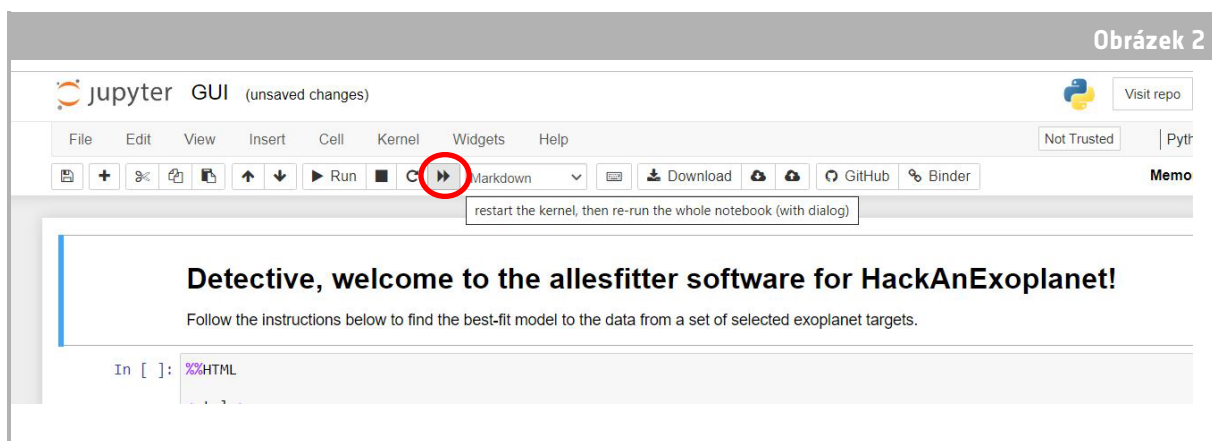 Obrázek 2
jupyter GUI (unsaved changes) Visit repo
File Edit View Insert Cell Kernel Widgets Help Not Trusted
Run Markdown Download GitHub Binder
restart the kernel, then re-run the whole notebook (with dialog)
Detective, welcome to the allesfitter software for HackAnExoplanet!
Follow the instructions below to find the best-fit model to the data from a set of selected exoplanet targets.
In [ ]: %%HTML